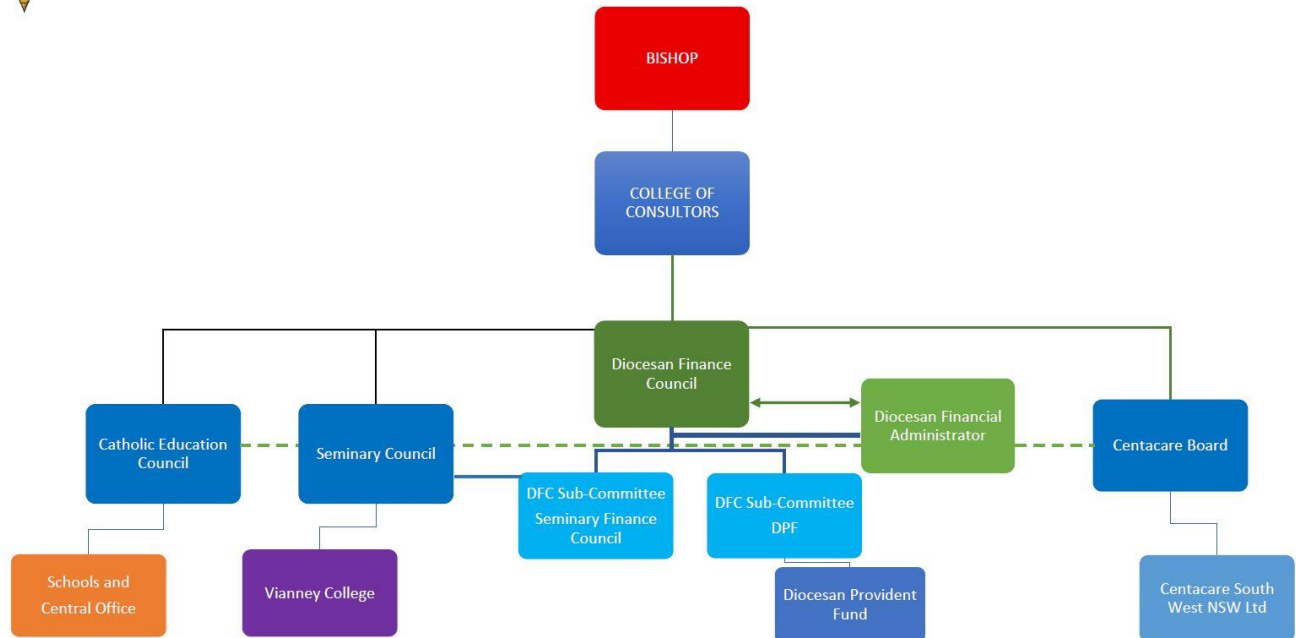 BISHOP
COLLEGE OF
CONSULTORS
Diocesan Finance
Council
Diocesan Financial
Administrator
Catholic Education
Council
Seminary Council
Centacare Board
DFC Sub-Committee
Seminary Finance
Council
DFC Sub-Committee
DPF
Schools and
Central Office
Vianney College
Diocesan Provident
Fund
Centacare South
West NSW Ltd